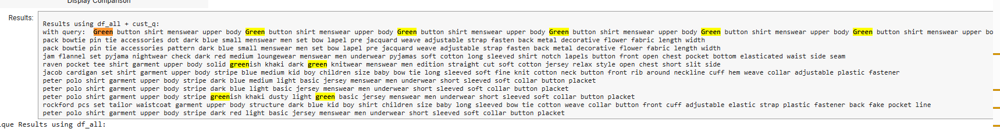 Display Comparison
Results:
Results using df_all + cust_q:
with query: Green button shirt menswear upper body Green button shirt menswear upper body Green button shirt menswear upper body Green button shirt menswear upper body Green button shirt menswear upper body Green button shirt menswear upper bo
pack bowtie pin tie accessories dot dark blue small menswear men set bow lapel pre jacquard weave adjustable strap fasten back metal decorative flower fabric length width
pack bowtie pin tie accessories pattern dark blue small menswear men set bow lapel pre jacquard weave adjustable strap fasten back metal decorative flower fabric length width
jam flannel set pyjama nightwear check dark red medium loungewear menswear men underwear pyjamas soft cotton long sleeved shirt notch lapels button front open chest pocket bottom elasticated waist side seam
raven pocket tee shirt garment upper body solid greenish khaki dark green knitwear menswear men edition straight cut soft cotton jersey relax style open chest short slit side
jacob cardigan set shirt garment upper body stripe blue medium kid boy children size baby bow tie long sleeved soft fine knit cotton neck button front rib around neckline cuff hem weave collar adjustable plastic fastener
peter polo shirt garment upper body stripe dark blue medium light basic jersey menswear men underwear short sleeved soft collar button placket
peter polo shirt garment upper body stripe dark blue light basic jersey menswear men underwear short sleeved soft collar button placket
peter polo shirt garment upper body stripe greenish khaki dusty light green basic jersey menswear men underwear short sleeved soft collar button placket
rockford pcs set tailor waistcoat garment upper body structure dark blue kid boy shirt children size baby long sleeved bow tie cotton weave collar button front cuff adjustable elastic strap plastic fastener back fake pocket line
peter polo shirt garment upper body stripe dark red light basic jersey menswear men underwear short sleeved soft collar button placket
que Results using df_all: